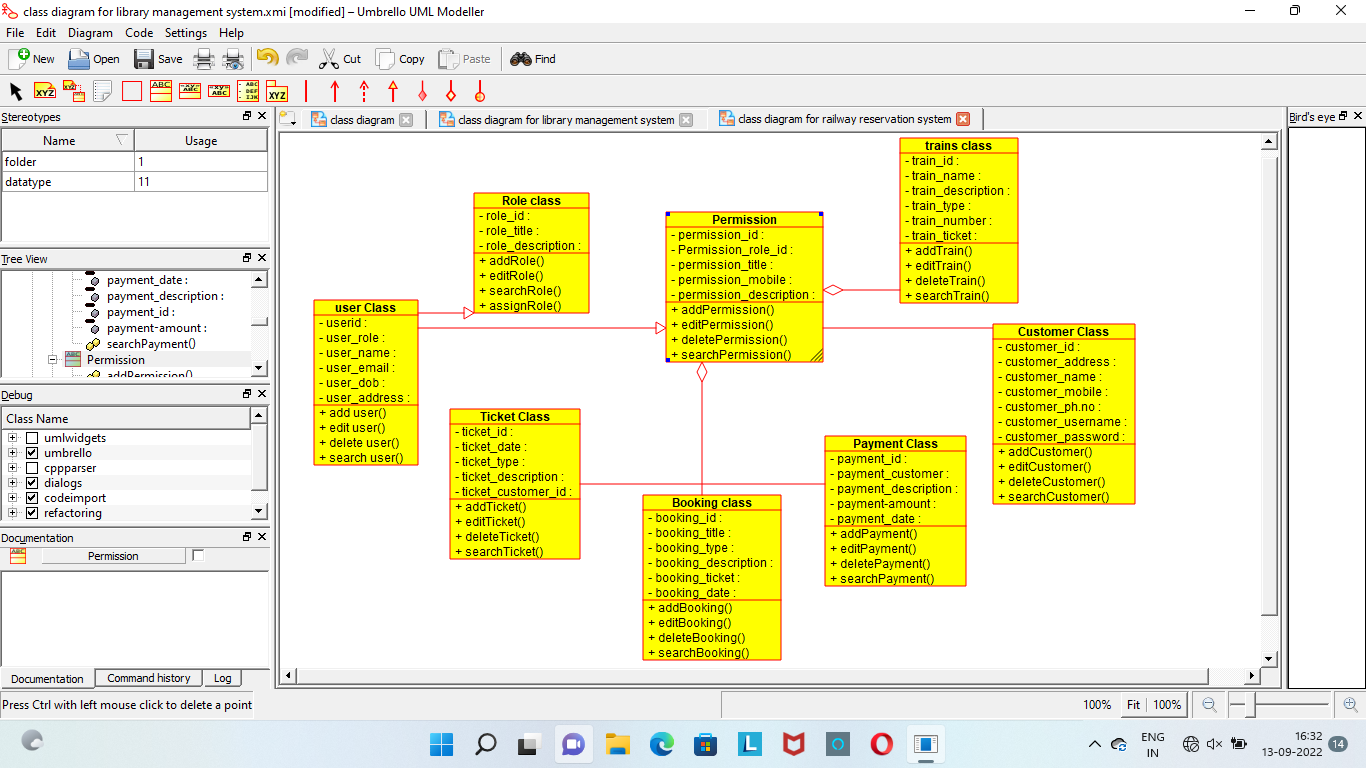 class diagram for library management system.xmi [modified] – Umbrello UML Modeller
File Edit Diagram Code Settings Help
New Open Save Cut Copy Paste Find
Stereotypes
Name Usage
folder 1
datatype 11
Tree View
payment_date :
payment_description :
payment_id :
payment-amount :
searchPayment()
Permission
addPermission()
Debug
Class Name
umlwidgets
umbrello
cppparser
dialogs
codeimport
refactoring
Documentation
Permission
Documentation Command history Log
Press Ctrl with left mouse click to delete a point
class diagram
class diagram for library management system
class diagram for railway reservation system
Bird's eye
Role class
- role_id :
- role_title :
- role_description :
+ addRole()
+ editRole()
+ searchRole()
+ assignRole()
Permission
- permission_id :
- Permission_role_id :
- permission_title :
- permission_mobile :
- permission_description :
+ addPermission()
+ editPermission()
+ deletePermission()
+ searchPermission()
trains class
- train_id :
- train_name :
- train_description :
- train_type :
- train_number :
- train_ticket :
+ addTrain()
+ editTrain()
+ deleteTrain()
+ searchTrain()
user Class
- userid :
- user_role :
- user_name :
- user_email :
- user_dob :
- user_address :
+ add user()
+ edit user()
+ delete user()
+ search user()
Customer Class
- customer_id :
- customer_address :
- customer_name :
- customer_mobile :
- customer_ph.no :
- customer_username :
- customer_password :
+ addCustomer()
+ editCustomer()
+ deleteCustomer()
+ searchCustomer()
Ticket Class
- ticket_id :
- ticket_date :
- ticket_type :
- ticket_description :
- ticket_customer_id :
+ addTicket()
+ editTicket()
+ deleteTicket()
+ searchTicket()
Payment Class
- payment_id :
- payment_customer :
- payment_description :
- payment-amount :
- payment_date :
+ addPayment()
+ editPayment()
+ deletePayment()
+ searchPayment()
Booking class
- booking_id :
- booking_title :
- booking_type :
- booking_description :
- booking_ticket :
- booking_date :
+ addBooking()
+ editBooking()
+ deleteBooking()
+ searchBooking()
100% Fit 100%
ENG
IN
16:32
13-09-2022
14